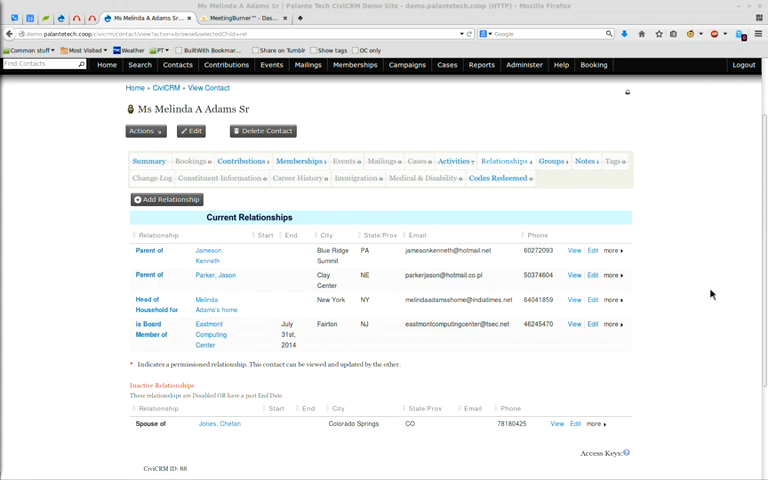 Ms Melinda A Adams Sr | Palante Tech CiviCRM Demo Site - demo.palantetech.coop (HTTP) - Mozilla Firefox
Ms Melinda A Adams Sr | Palante Tech ...
MeetingBurner™ - Das...
demo.palantetech.coop/civicrm/contact/view?action=browse&selectedChild=rel
Google
Common stuff Most Visited Weather PT BuiltWith Bookmar... Share on Tumblr Show tags OC only
Find Contacts Home Search Contacts Contributions Events Mailings Memberships Campaigns Cases Reports Administer Help Booking Logout
Home » CiviCRM » View Contact
Ms Melinda A Adams Sr
Actions Edit Delete Contact
Summary Bookings 0 Contributions 1 Memberships 1 Events 0 Mailings 0 Cases 0 Activities 7 Relationships 4 Groups 1 Notes 1 Tags 0
Change Log Constituent Information 0 Career History 0 Immigration 0 Medical & Disability 0 Codes Redeemed 0
Add Relationship
Current Relationships
Relationship Start End City State/Prov Email Phone
Parent of Jameson, Kenneth Blue Ridge Summit PA jamesonkenneth@hotmail.net 60272093 View Edit more
Parent of Parker, Jason Clay Center NE parkerjason@hotmail.co.pl 50374604 View Edit more
Head of Household for Melinda Adams's home New York NY melindaadamshome@indiatimes.net 64041859 View Edit more
is Board Member of Eastmont Computing Center July 31st, 2014 Fairton NJ eastmontcomputingcenter@tsec.net 46245470 View Edit more
* Indicates a permissioned relationship. This contact can be viewed and updated by the other.
Inactive Relationships
These relationships are Disabled OR have a past End Date.
Relationship Start End City State/Prov Email Phone
Spouse of Jones, Chetan Colorado Springs CO 78180425 View Edit more
Access Keys: ?
CiviCRM ID: 88